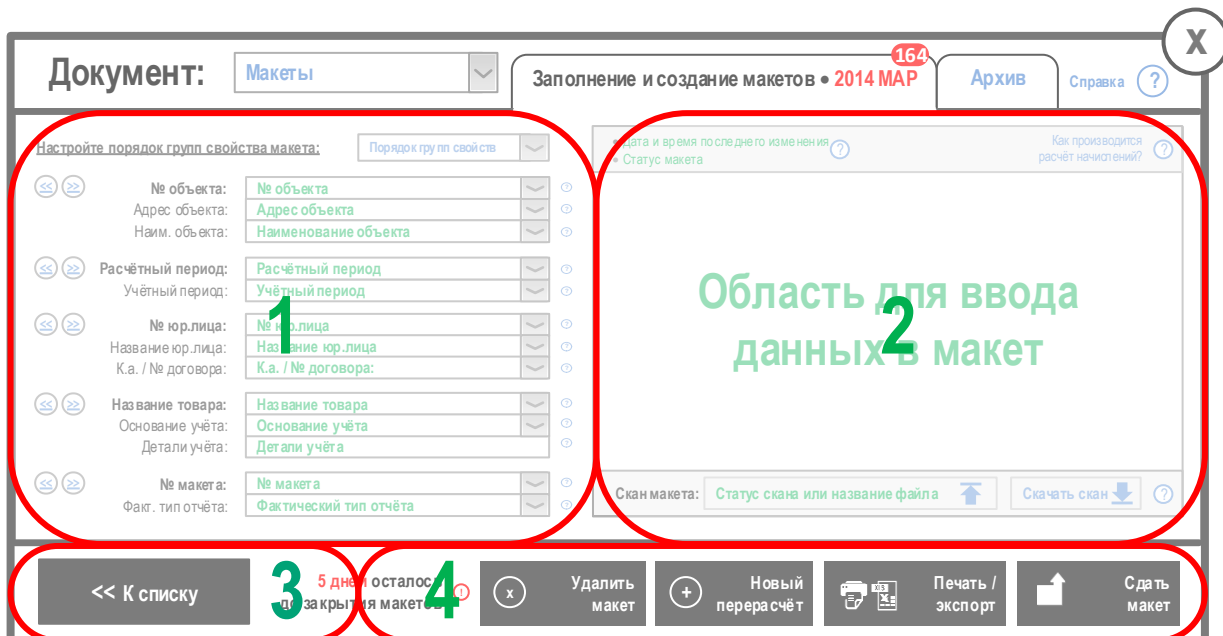 X
Документ:
Макеты
Заполнение и создание макетов • 2014 МАР
164
Архив
Справка ?
Настройте порядок групп свойства макета:
Порядок групп свойств
<< >> № объекта: № объекта ?
Адрес объекта: Адрес объекта ?
Наим. объекта: Наименование объекта ?
<< >> Расчётный период: Расчётный период ?
Учётный период: Учётный период ?
1
<< >> № юр.лица: № юр.лица ?
Название юр.лица: Название юр.лица ?
К.а. / № договора: К.а. / № договора: ?
<< >> Название товара: Название товара ?
Основание учёта: Основание учёта ?
Детали учёта: Детали учёта ?
<< >> № макета: № макета ?
Факт. тип отчёта: Фактический тип отчёта ?
• Дата и время последнего изменения ?
• Статус макета
Как производится
расчёт начислений? ?
Область для ввода
данных в макет
2
Скан макета: Статус скана или название файла
Скачать скан ?
<< К списку
3
5 дней осталось
до закрытия макетов !
4
x Удалить
макет
+ Новый
перерасчёт
XLS X
Печать /
экспорт
Сдать
макет